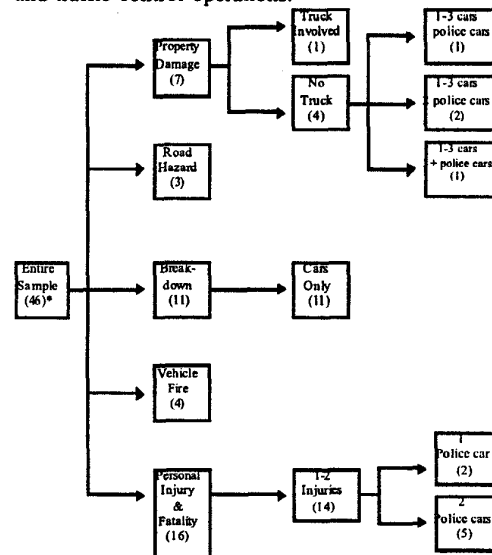 and traffic control operations.
Truck
Involved
(1)
1-3 cars
police cars
(1)
Property
Damage
(7)
No
Truck
(4)
1-3 cars
police cars
(2)
1-3 cars
+ police cars
(1)
Road
Hazard
(3)
Entire
Sample
(46)*
Break-
down
(11)
Cars
Only
(11)
Vehicle
Fire
(4)
Personal
Injury
&
Fatality
(16)
1-2
Injuries
(14)
1
Police car
(2)
2
Police cars
(5)